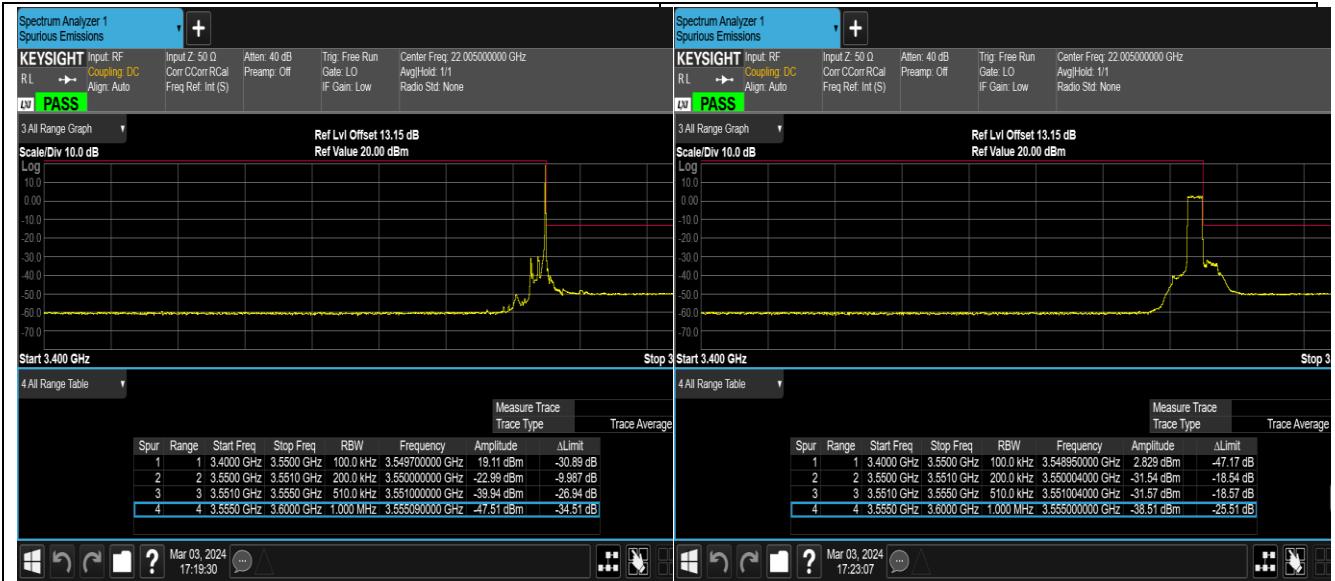 Spectrum Analyzer 1
Spurious Emissions
+
KEYSIGHT Input: RF Input Z: 50 Ω Atten: 40 dB Trig: Free Run Center Freq: 22.005000000 GHz
RL Coupling: DC Corr CCorr RCal Preamp: Off Gate: LO Avg|Hold: 1/1
Align: Auto Freq Ref: Int (S) IF Gain: Low Radio Std: None
LXI PASS
3 All Range Graph
Ref Lvl Offset 13.15 dB
Scale/Div 10.0 dB Ref Value 20.00 dBm
Log
10.0
0.00
-10.0
-20.0
-30.0
-40.0
-50.0
-60.0
-70.0
Start 3.400 GHz Stop 3
4 All Range Table
Measure Trace
Trace Type Trace Average
Spur Range Start Freq Stop Freq RBW Frequency Amplitude ΔLimit
1 1 3.4000 GHz 3.5500 GHz 100.0 kHz 3.549700000 GHz 19.11 dBm -30.89 dB
2 2 3.5500 GHz 3.5510 GHz 200.0 kHz 3.550000000 GHz -22.99 dBm -9.987 dB
3 3 3.5510 GHz 3.5550 GHz 510.0 kHz 3.551000000 GHz -39.94 dBm -26.94 dB
4 4 3.5550 GHz 3.6000 GHz 1.000 MHz 3.555090000 GHz -47.51 dBm -34.51 dB
?
Mar 03, 2024
17:19:30
Spectrum Analyzer 1
Spurious Emissions
+
KEYSIGHT Input: RF Input Z: 50 Ω Atten: 40 dB Trig: Free Run Center Freq: 22.005000000 GHz
RL Coupling: DC Corr CCorr RCal Preamp: Off Gate: LO Avg|Hold: 1/1
Align: Auto Freq Ref: Int (S) IF Gain: Low Radio Std: None
LXI PASS
3 All Range Graph
Ref Lvl Offset 13.15 dB
Scale/Div 10.0 dB Ref Value 20.00 dBm
Log
10.0
0.00
-10.0
-20.0
-30.0
-40.0
-50.0
-60.0
-70.0
Start 3.400 GHz Stop 3
4 All Range Table
Measure Trace
Trace Type Trace Average
Spur Range Start Freq Stop Freq RBW Frequency Amplitude ΔLimit
1 1 3.4000 GHz 3.5500 GHz 100.0 kHz 3.548950000 GHz 2.829 dBm -47.17 dB
2 2 3.5500 GHz 3.5510 GHz 200.0 kHz 3.550004000 GHz -31.54 dBm -18.54 dB
3 3 3.5510 GHz 3.5550 GHz 510.0 kHz 3.551004000 GHz -31.57 dBm -18.57 dB
4 4 3.5550 GHz 3.6000 GHz 1.000 MHz 3.555000000 GHz -38.51 dBm -25.51 dB
?
Mar 03, 2024
17:23:07